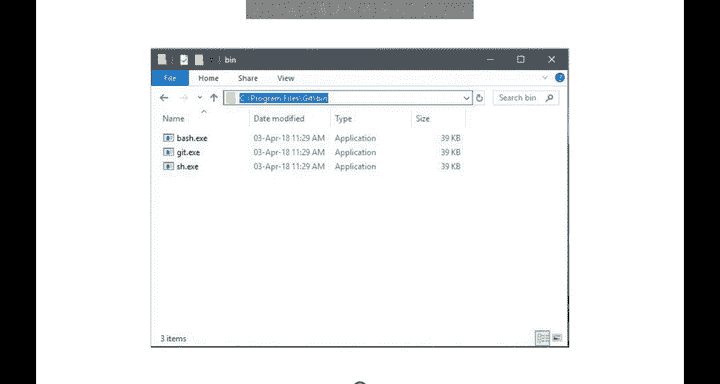 bin
File Home Share View
C:\Program Files\Git\bin
Search bin
Name Date modified Type Size
bash.exe 03-Apr-18 11:29 AM Application 39 KB
git.exe 03-Apr-18 11:29 AM Application 39 KB
sh.exe 03-Apr-18 11:29 AM Application 39 KB
3 items